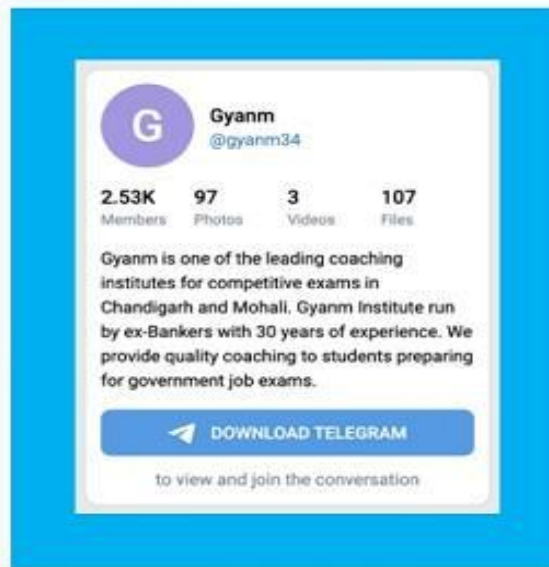 G
Gyanm
@gyanm34
2.53K 97 3 107
Members Photos Videos Files
Gyanm is one of the leading coaching
institutes for competitive exams in
Chandigarh and Mohali. Gyanm Institute run
by ex-Bankers with 30 years of experience. We
provide quality coaching to students preparing
for government job exams.
DOWNLOAD TELEGRAM
to view and join the conversation